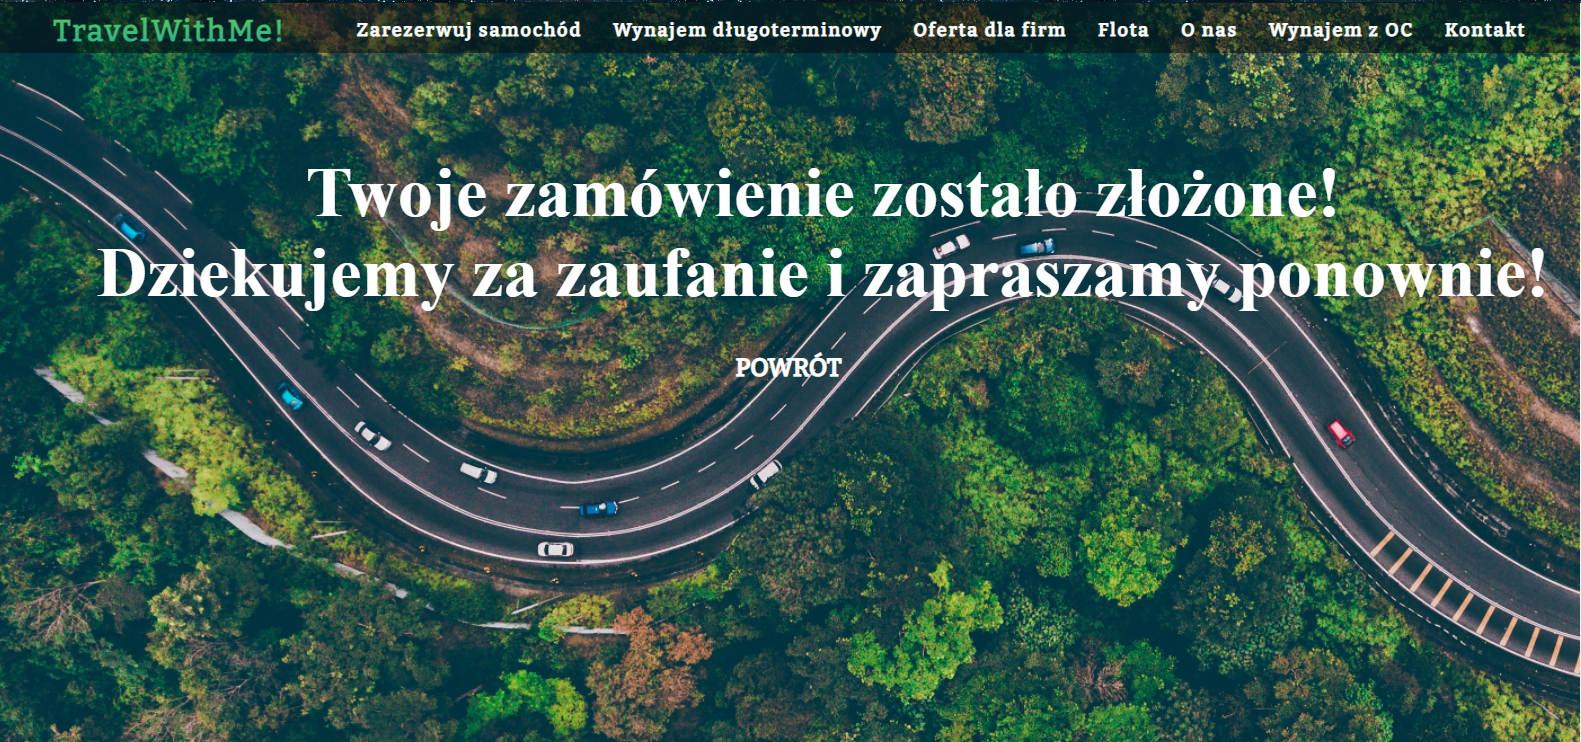 TravelWithMe! Zarezerwuj samochód Wynajem długoterminowy Oferta dla firm Flota O nas Wynajem z OC Kontakt
Twoje zamówienie zostało złożone!
Dziekujemy za zaufanie i zapraszamy ponownie!
POWRÓT